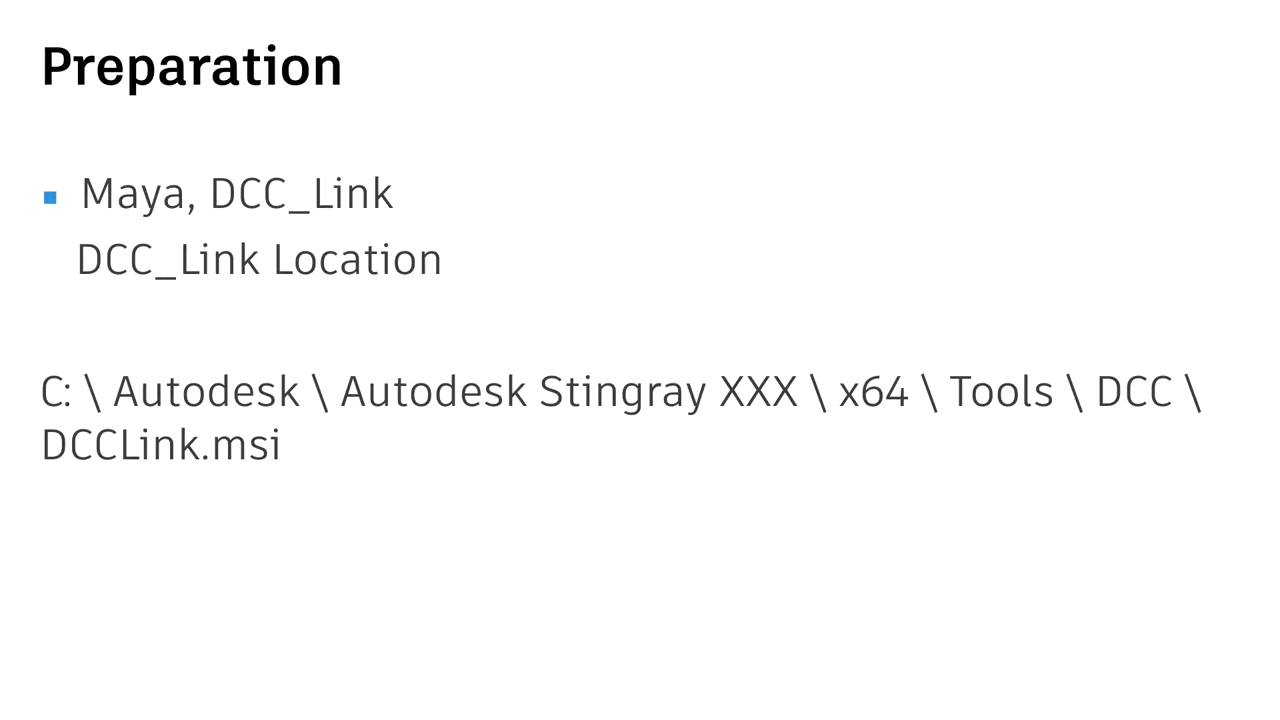 Preparation
Maya, DCC_Link
DCC_Link Location
C: \ Autodesk \ Autodesk Stingray XXX \ x64 \ Tools \ DCC \
DCCLink.msi